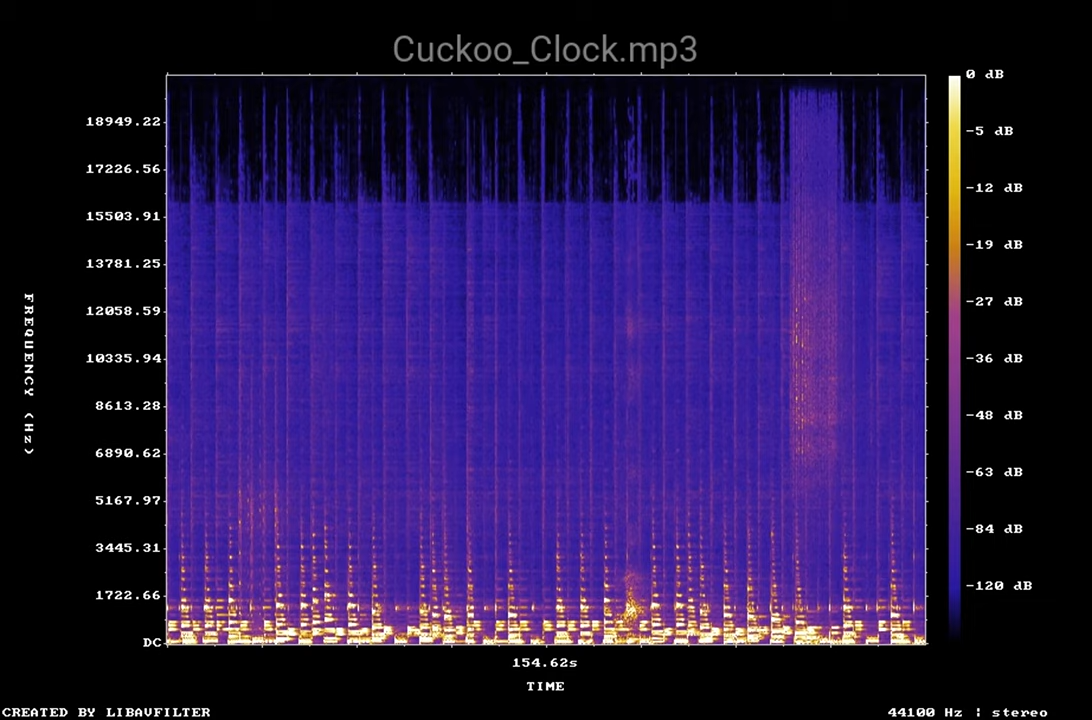 Cuckoo_Clock.mp3
0 dB
18949.22
-5 dB
17226.56
-12 dB
15503.91
-19 dB
13781.25
-27 dB
12058.59
10335.94
-36 dB
8613.28
-48 dB
6890.62
-63 dB
5167.97
-84 dB
3445.31
-120 dB
1722.66
DC
FREQUENCY (Hz)
154.62s
TIME
CREATED BY LIBAVFILTER
44100 Hz | stereo